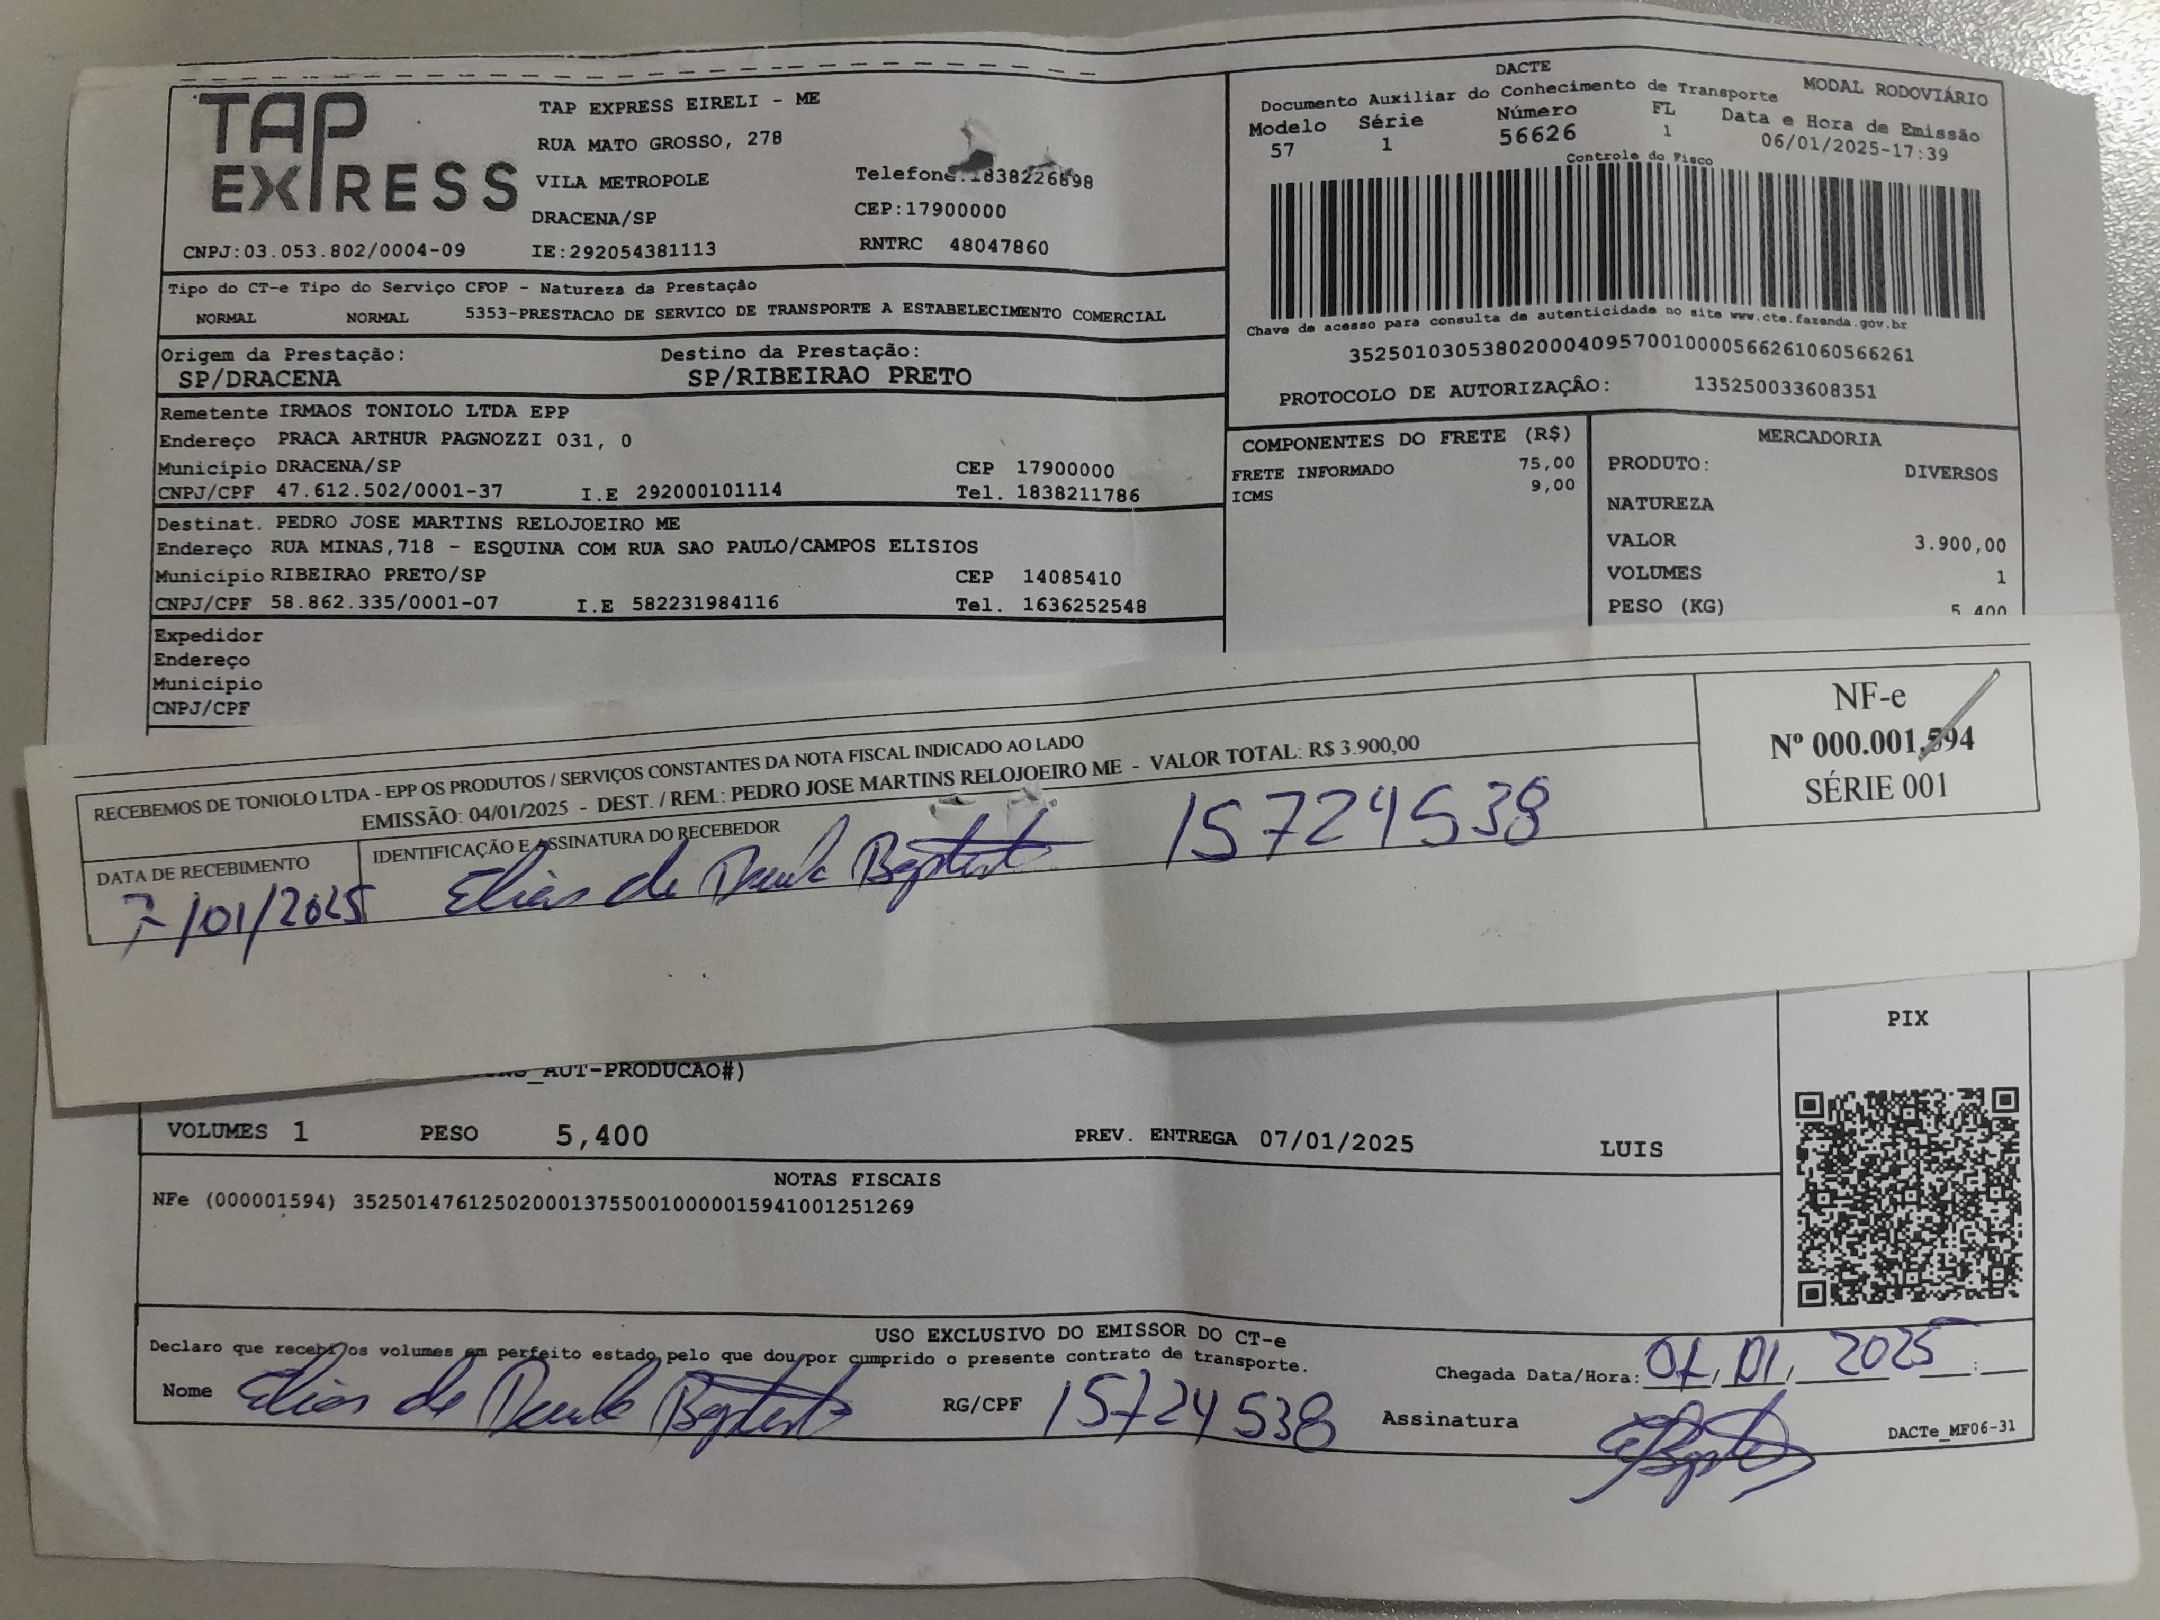 TAP EXPRESS
TAP EXPRESS EIRELI - ME
RUA MATO GROSSO, 278
VILA METROPOLE Telefone:1838226898
DRACENA/SP CEP:17900000
CNPJ:03.053.802/0004-09 IE:292054381113 RNTRC 48047860
DACTE
Documento Auxiliar do Conhecimento de Transporte MODAL RODOVIÁRIO
Modelo Série Número FL Data e Hora de Emissão
57 1 56626 1 06/01/2025-17:39
Controle do Fisco
Chave de acesso para consulta de autenticidade no site www.cte.fazenda.gov.br
35250103053802000409570010000566261060566261
PROTOCOLO DE AUTORIZAÇÂO: 135250033608351
Tipo do CT-e Tipo do Serviço CFOP - Natureza da Prestação
NORMAL NORMAL 5353-PRESTACAO DE SERVICO DE TRANSPORTE A ESTABELECIMENTO COMERCIAL
Origem da Prestação: Destino da Prestação:
SP/DRACENA SP/RIBEIRAO PRETO
Remetente IRMAOS TONIOLO LTDA EPP
Endereço PRACA ARTHUR PAGNOZZI 031, 0
Município DRACENA/SP CEP 17900000
CNPJ/CPF 47.612.502/0001-37 I.E 292000101114 Tel. 1838211786
Destinat. PEDRO JOSE MARTINS RELOJOEIRO ME
Endereço RUA MINAS,718 - ESQUINA COM RUA SAO PAULO/CAMPOS ELISIOS
Município RIBEIRAO PRETO/SP CEP 14085410
CNPJ/CPF 58.862.335/0001-07 I.E 582231984116 Tel. 1636252548
Expedidor
Endereço
Município
CNPJ/CPF
COMPONENTES DO FRETE (R$)
FRETE INFORMADO 75,00
ICMS 9,00
MERCADORIA
PRODUTO: DIVERSOS
NATUREZA
VALOR 3.900,00
VOLUMES 1
PESO (KG) 5,400
RECEBEMOS DE TONIOLO LTDA - EPP OS PRODUTOS / SERVIÇOS CONSTANTES DA NOTA FISCAL INDICADO AO LADO
EMISSÃO: 04/01/2025 - DEST. / REM.: PEDRO JOSE MARTINS RELOJOEIRO ME - VALOR TOTAL: R$ 3.900,00
DATA DE RECEBIMENTO IDENTIFICAÇÃO E ASSINATURA DO RECEBEDOR
7/01/2025 Elias de Paula Baptista 15724538
NF-e
Nº 000.001.594
SÉRIE 001
_AUT-PRODUCAO#)
VOLUMES 1 PESO 5,400 PREV. ENTREGA 07/01/2025 LUIS
PIX
NOTAS FISCAIS
NFe (000001594) 35250147612502000137550010000015941001251269
USO EXCLUSIVO DO EMISSOR DO CT-e
Declaro que recebi os volumes em perfeito estado pelo que dou por cumprido o presente contrato de transporte.
Chegada Data/Hora: 07, 01, 2025 :
Nome Elias de Paula Baptista RG/CPF 15724538 Assinatura
DACTe_MF06-31